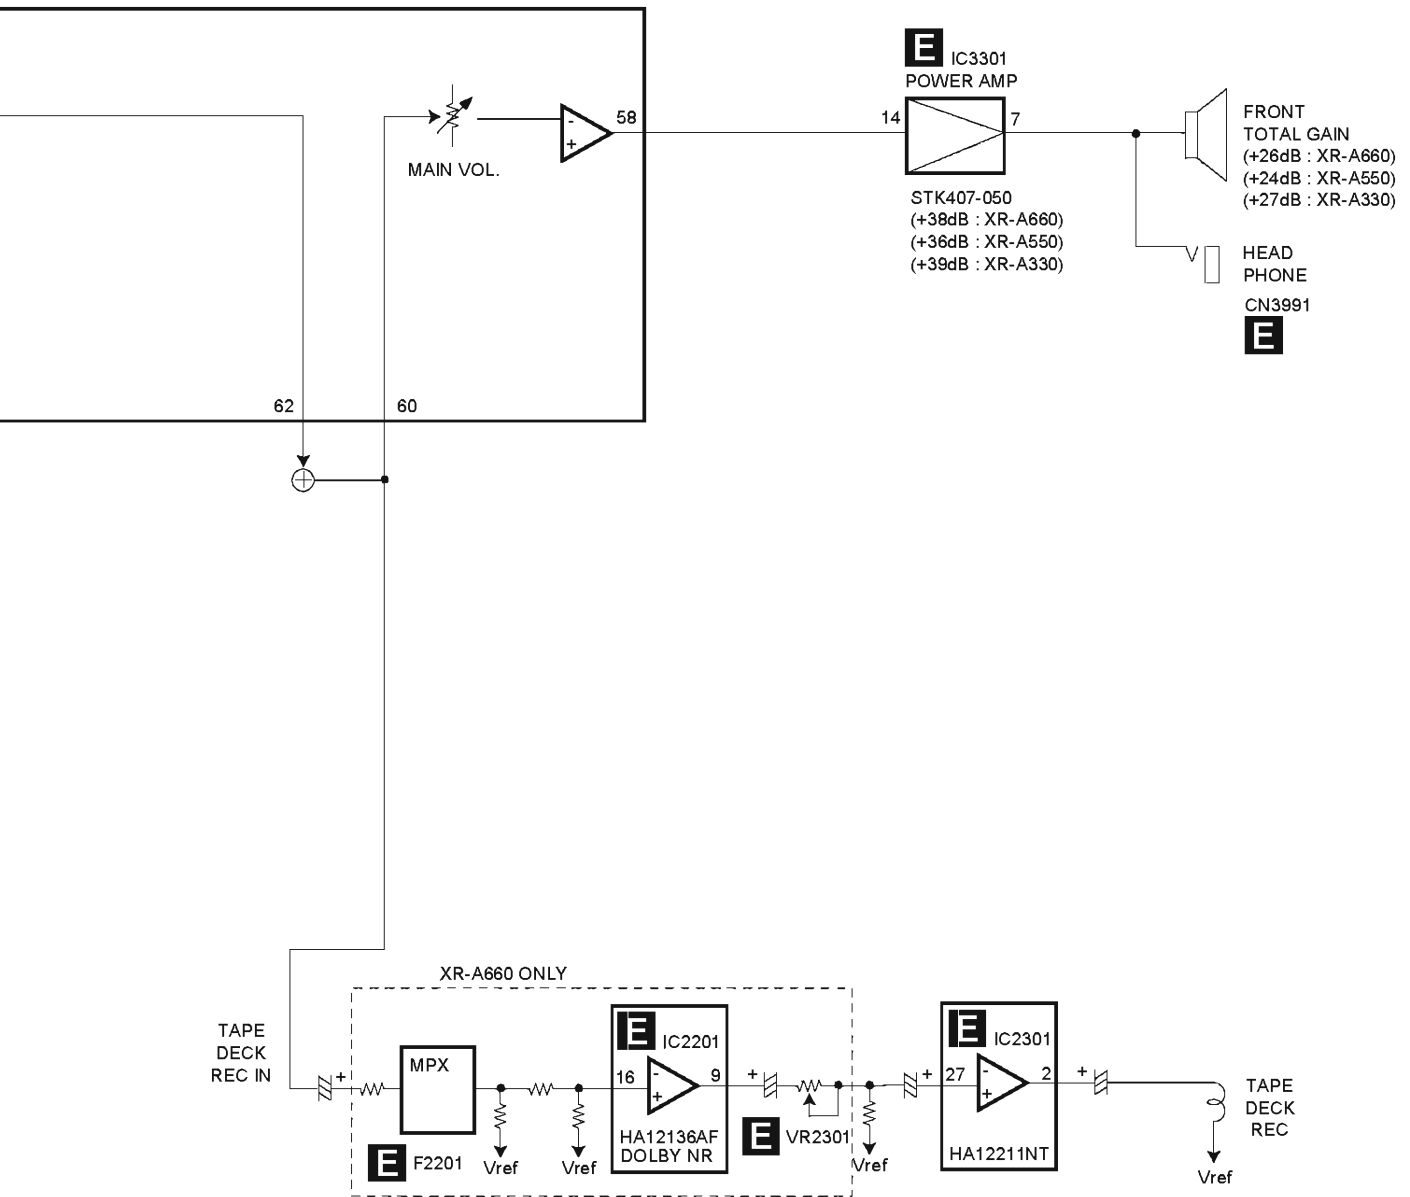 E IC3301
POWER AMP
58
14
7
-
+
MAIN VOL.
FRONT
TOTAL GAIN
(+26dB : XR-A660)
(+24dB : XR-A550)
(+27dB : XR-A330)
STK407-050
(+38dB : XR-A660)
(+36dB : XR-A550)
(+39dB : XR-A330)
HEAD
PHONE
CN3991
E
62
60
+
XR-A660 ONLY
TAPE
DECK
REC IN
+
MPX
E F2201
Vref
Vref
E IC2201
16
-
+
9
HA12136AF
DOLBY NR
+
E VR2301
Vref
+
E IC2301
27
-
+
2
HA12211NT
+
TAPE
DECK
REC
Vref